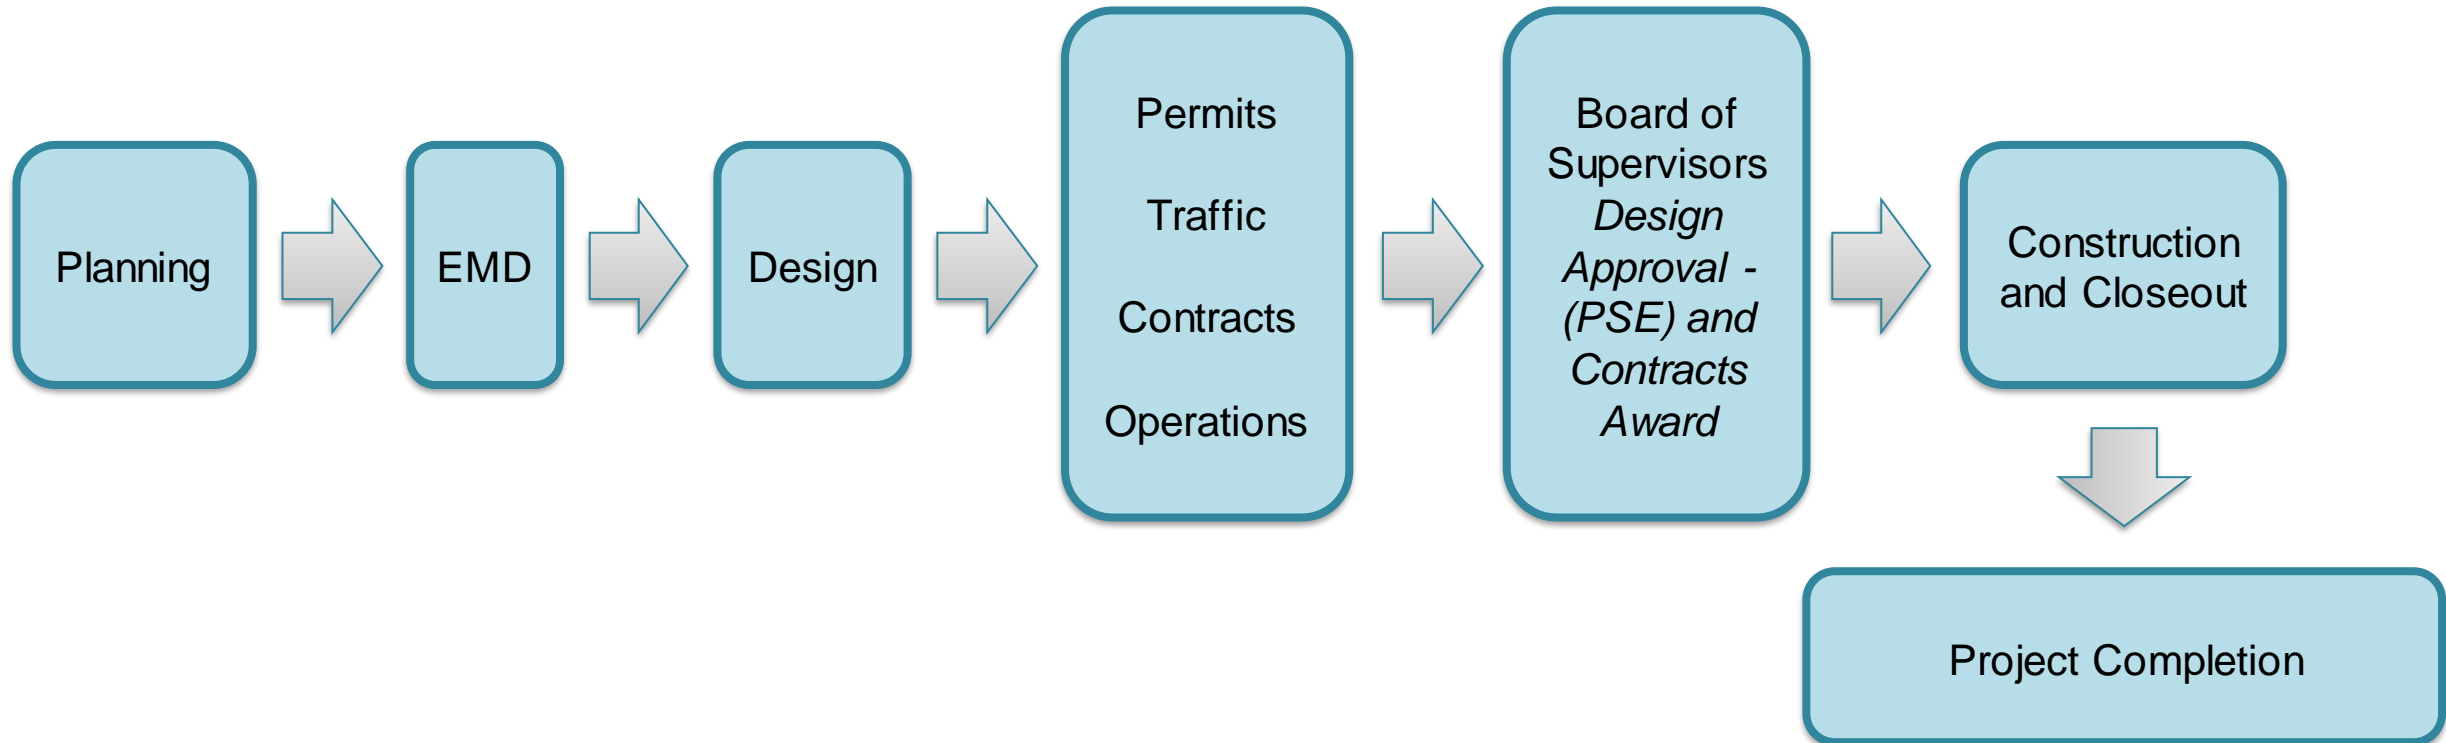 Planning
EMD
Design
Permits
Traffic
Contracts
Operations
Board of
Supervisors
Design
Approval -
(PSE) and
Contracts
Award
Construction
and Closeout
Project Completion